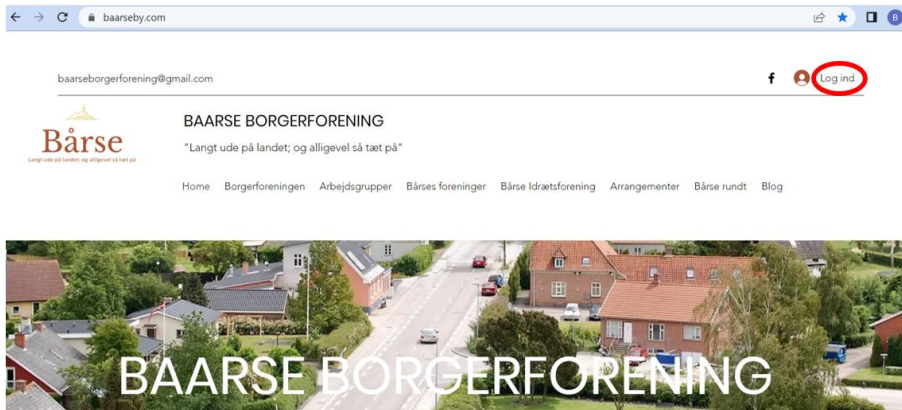 baarseby.com
B
baarseborgerforening@gmail.com
f
Log ind
Bårse
Langt ude på landet; og alligevel så tæt på
BAARSE BORGERFORENING
"Langt ude på landet; og alligevel så tæt på"
Home Borgerforeningen Arbejdsgrupper Bårses foreninger Bårse Idrætsforening Arrangementer Bårse rundt Blog
BAARSE BORGERFORENING